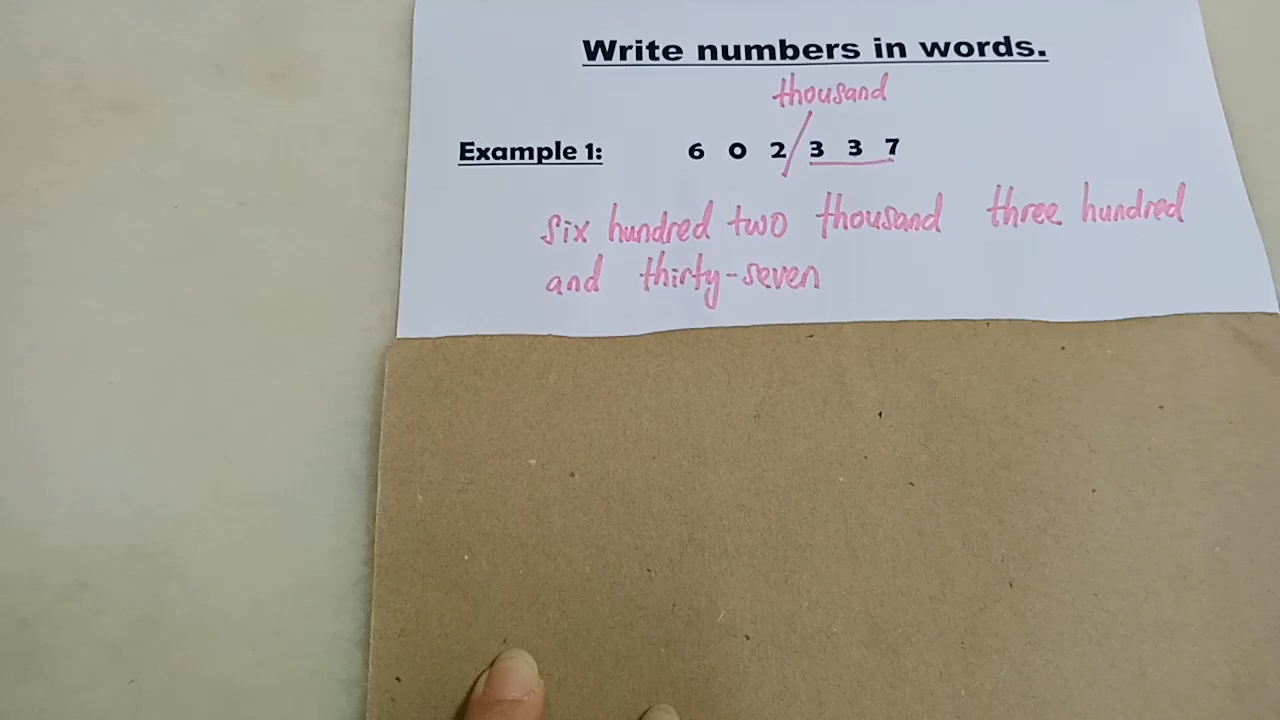 Write numbers in words.
thousand
Example 1: 6 0 2/3 3 7
six hundred two thousand three hundred
and thirty-seven